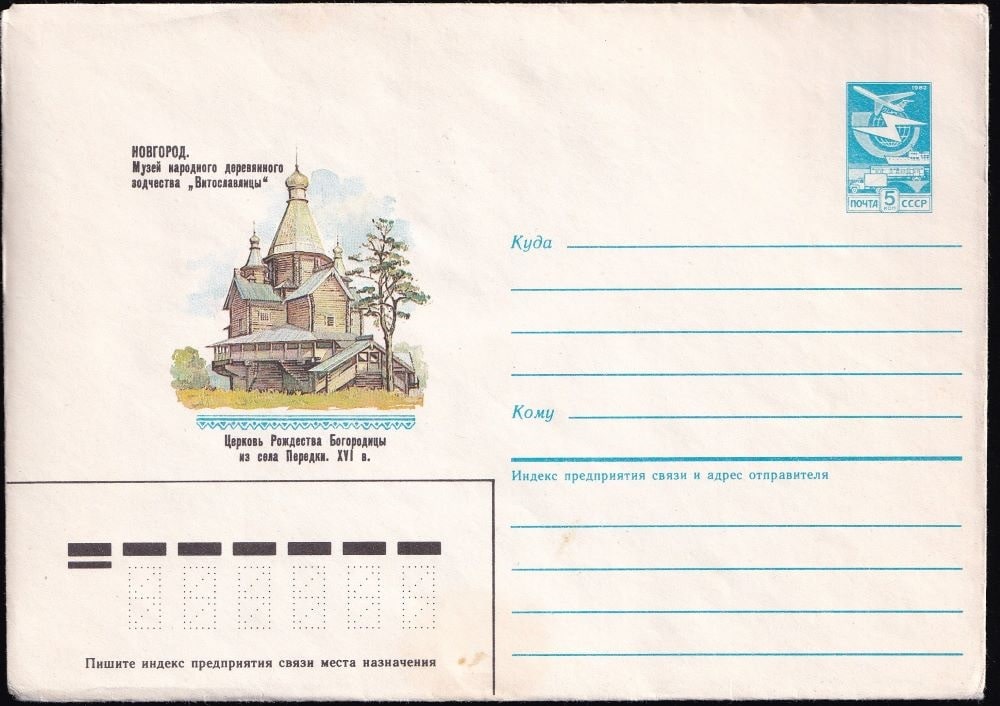 НОВГОРОД.
Музей народного деревянного
зодчества „Витославлицы"
Церковь Рождества Богородицы
из села Передки. XVI в.
1982
ПОЧТА 5 КОП СССР
Куда
Кому
Индекс предприятия связи и адрес отправителя
Пишите индекс предприятия связи места назначения